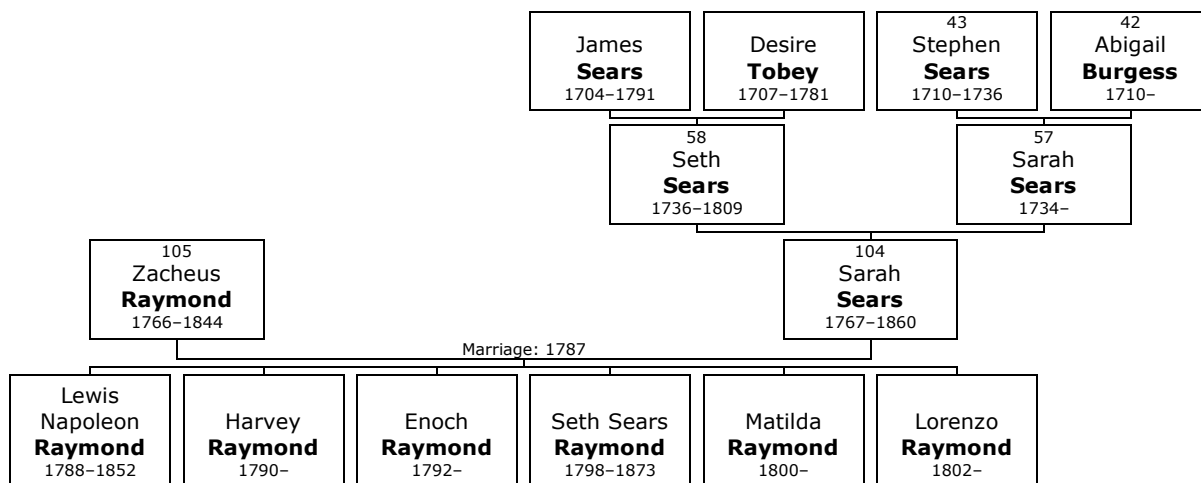 James
Sears
1704–1791
Desire
Tobey
1707–1781
43
Stephen
Sears
1710–1736
42
Abigail
Burgess
1710–
58
Seth
Sears
1736–1809
57
Sarah
Sears
1734–
105
Zacheus
Raymond
1766–1844
104
Sarah
Sears
1767–1860
Marriage: 1787
Lewis
Napoleon
Raymond
1788–1852
Harvey
Raymond
1790–
Enoch
Raymond
1792–
Seth Sears
Raymond
1798–1873
Matilda
Raymond
1800–
Lorenzo
Raymond
1802–